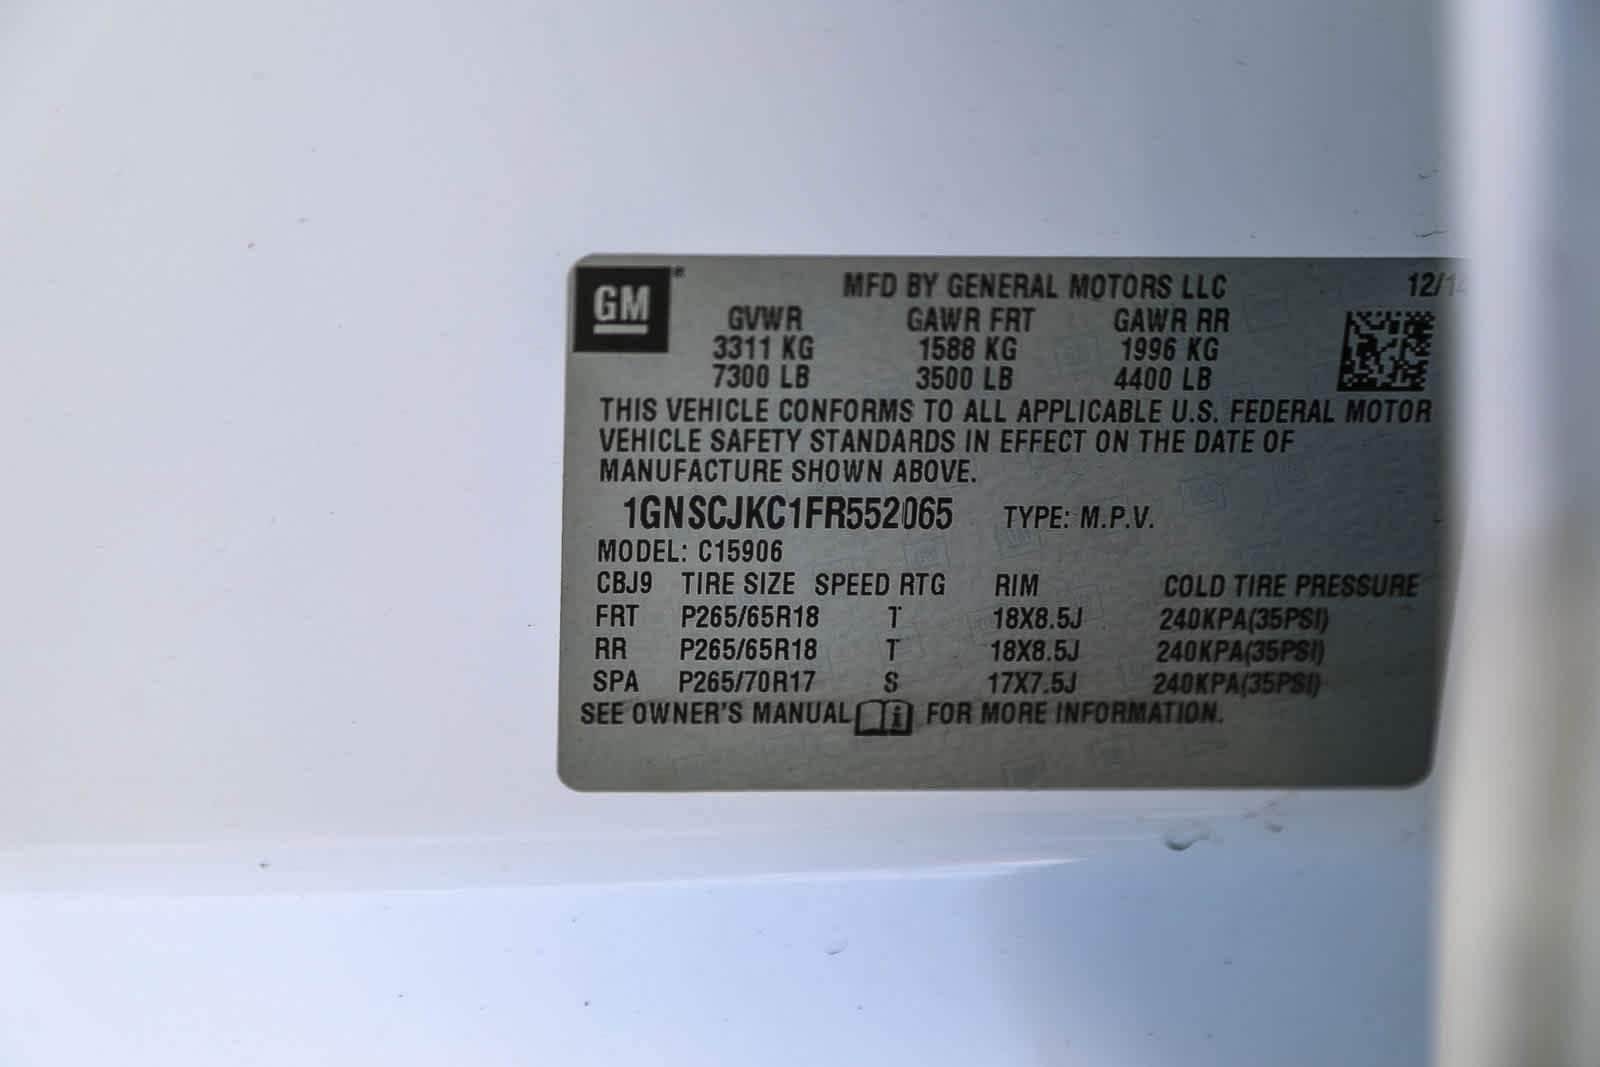 GM
MFD BY GENERAL MOTORS LLC 12/14
GVWR GAWR FRT GAWR RR
3311 KG 1588 KG 1996 KG
7300 LB 3500 LB 4400 LB
THIS VEHICLE CONFORMS TO ALL APPLICABLE U.S. FEDERAL MOTOR
VEHICLE SAFETY STANDARDS IN EFFECT ON THE DATE OF
MANUFACTURE SHOWN ABOVE.
1GNSCJKC1FR552065 TYPE: M.P.V.
MODEL: C15906
CBJ9 TIRE SIZE SPEED RTG RIM COLD TIRE PRESSURE
FRT P265/65R18 T 18X8.5J 240KPA(35PSI)
RR P265/65R18 T 18X8.5J 240KPA(35PSI)
SPA P265/70R17 S 17X7.5J 240KPA(35PSI)
SEE OWNER'S MANUAL FOR MORE INFORMATION.